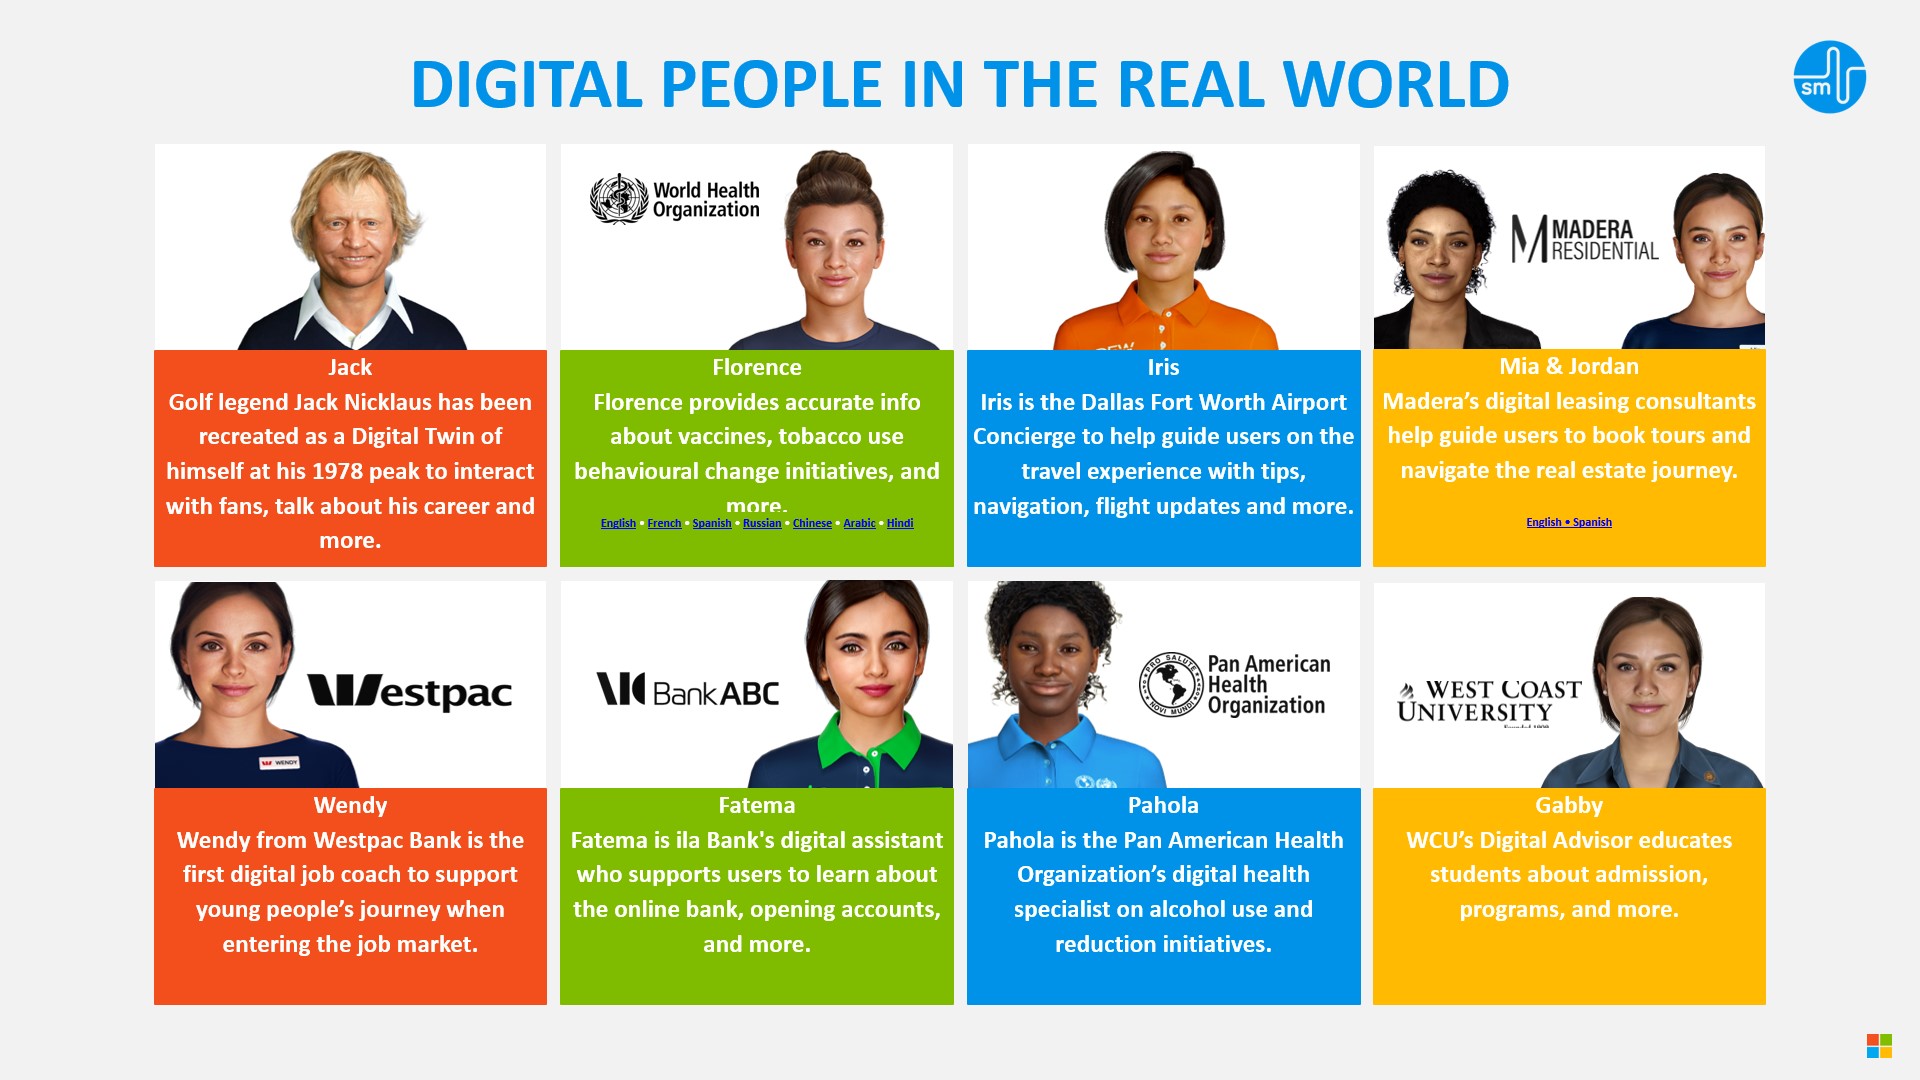 DIGITAL PEOPLE IN THE REAL WORLD
sm
World Health
Organization
MADERA
RESIDENTIAL
Jack
Golf legend Jack Nicklaus has been
recreated as a Digital Twin of
himself at his 1978 peak to interact
with fans, talk about his career and
more.
Florence
Florence provides accurate info
about vaccines, tobacco use
behavioural change initiatives, and
more.
English • French • Spanish • Russian • Chinese • Arabic • Hindi
Iris
Iris is the Dallas Fort Worth Airport
Concierge to help guide users on the
travel experience with tips,
navigation, flight updates and more.
Mia & Jordan
Madera’s digital leasing consultants
help guide users to book tours and
navigate the real estate journey.
English • Spanish
Westpac
WENDY
Bank ABC
PRO SALUTE
NOVI MUNDI
Pan American
Health
Organization
WEST COAST
UNIVERSITY
Wendy
Wendy from Westpac Bank is the
first digital job coach to support
young people’s journey when
entering the job market.
Fatema
Fatema is ila Bank's digital assistant
who supports users to learn about
the online bank, opening accounts,
and more.
Pahola
Pahola is the Pan American Health
Organization’s digital health
specialist on alcohol use and
reduction initiatives.
Gabby
WCU’s Digital Advisor educates
students about admission,
programs, and more.